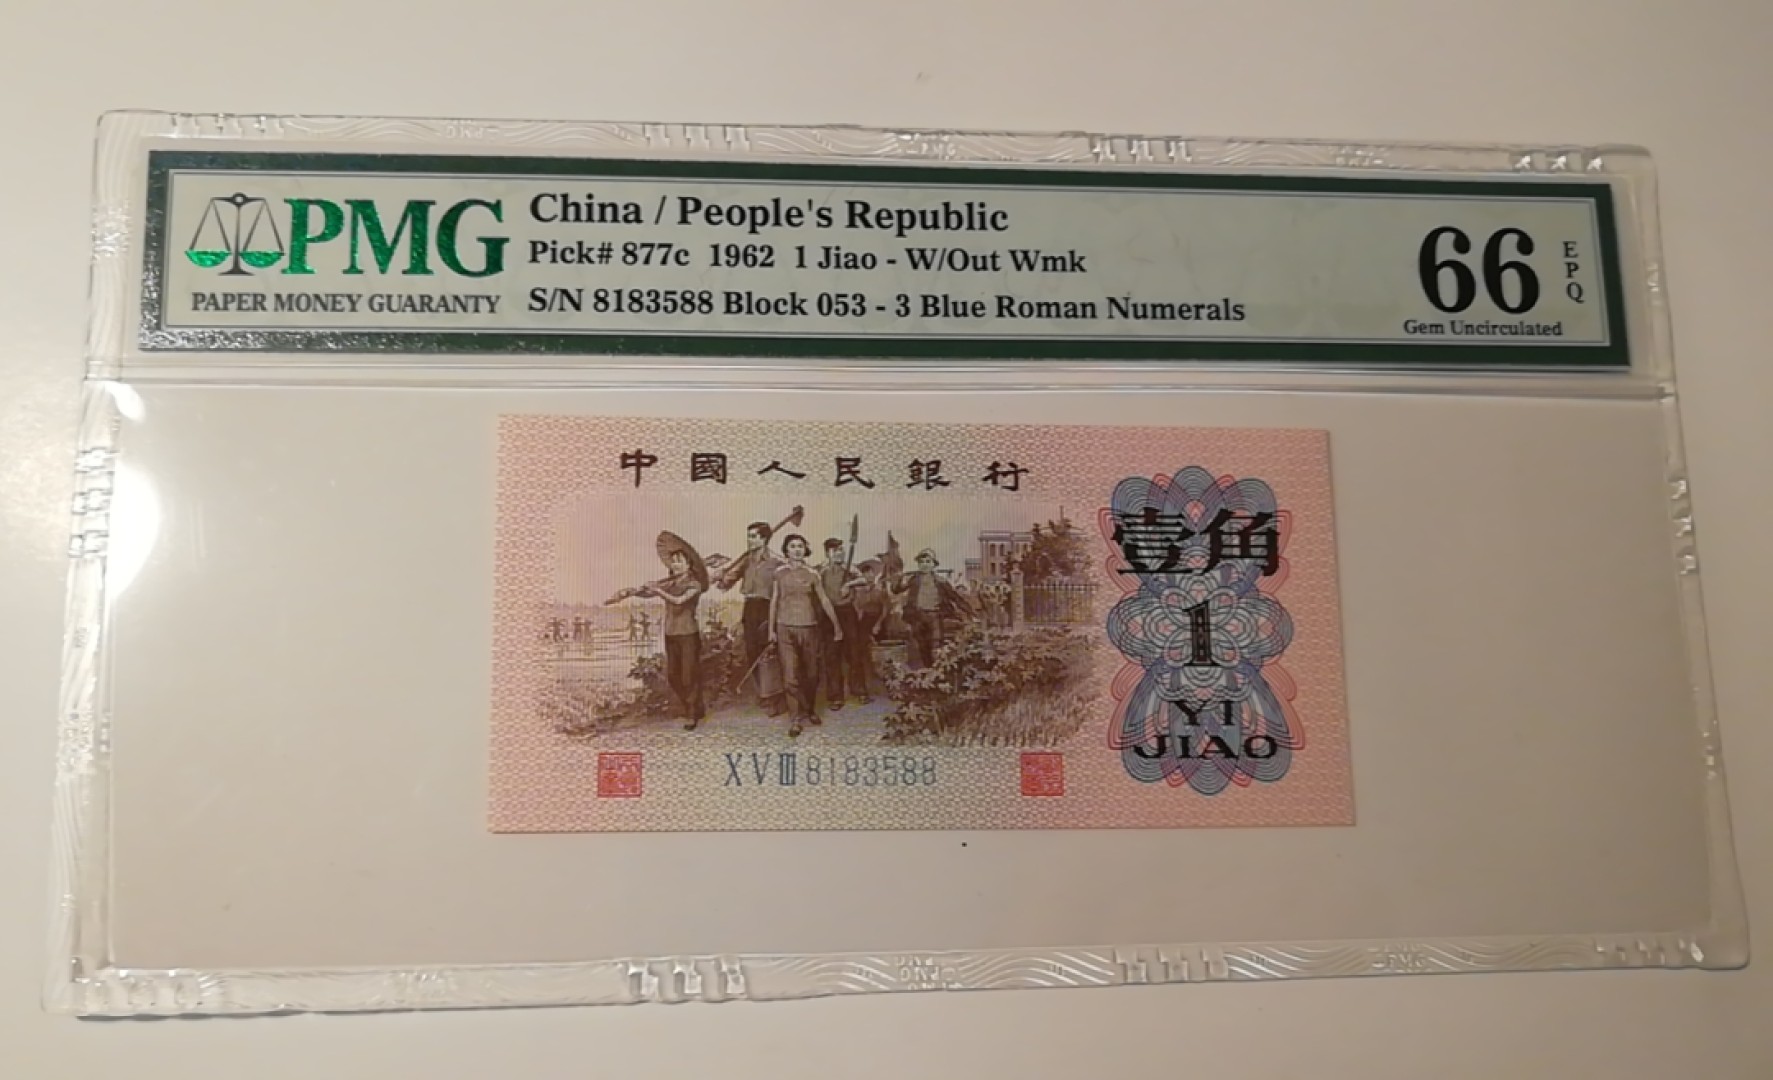 PMG
PAPER MONEY GUARANTY
China / People's Republic
Pick# 877c 1962 1 Jiao - W/Out Wmk
S/N 8183588 Block 053 - 3 Blue Roman Numerals
66
EPQ
Gem Uncirculated
中國人民銀行
壹角
1
YI
JIAO
XVIII 8183588